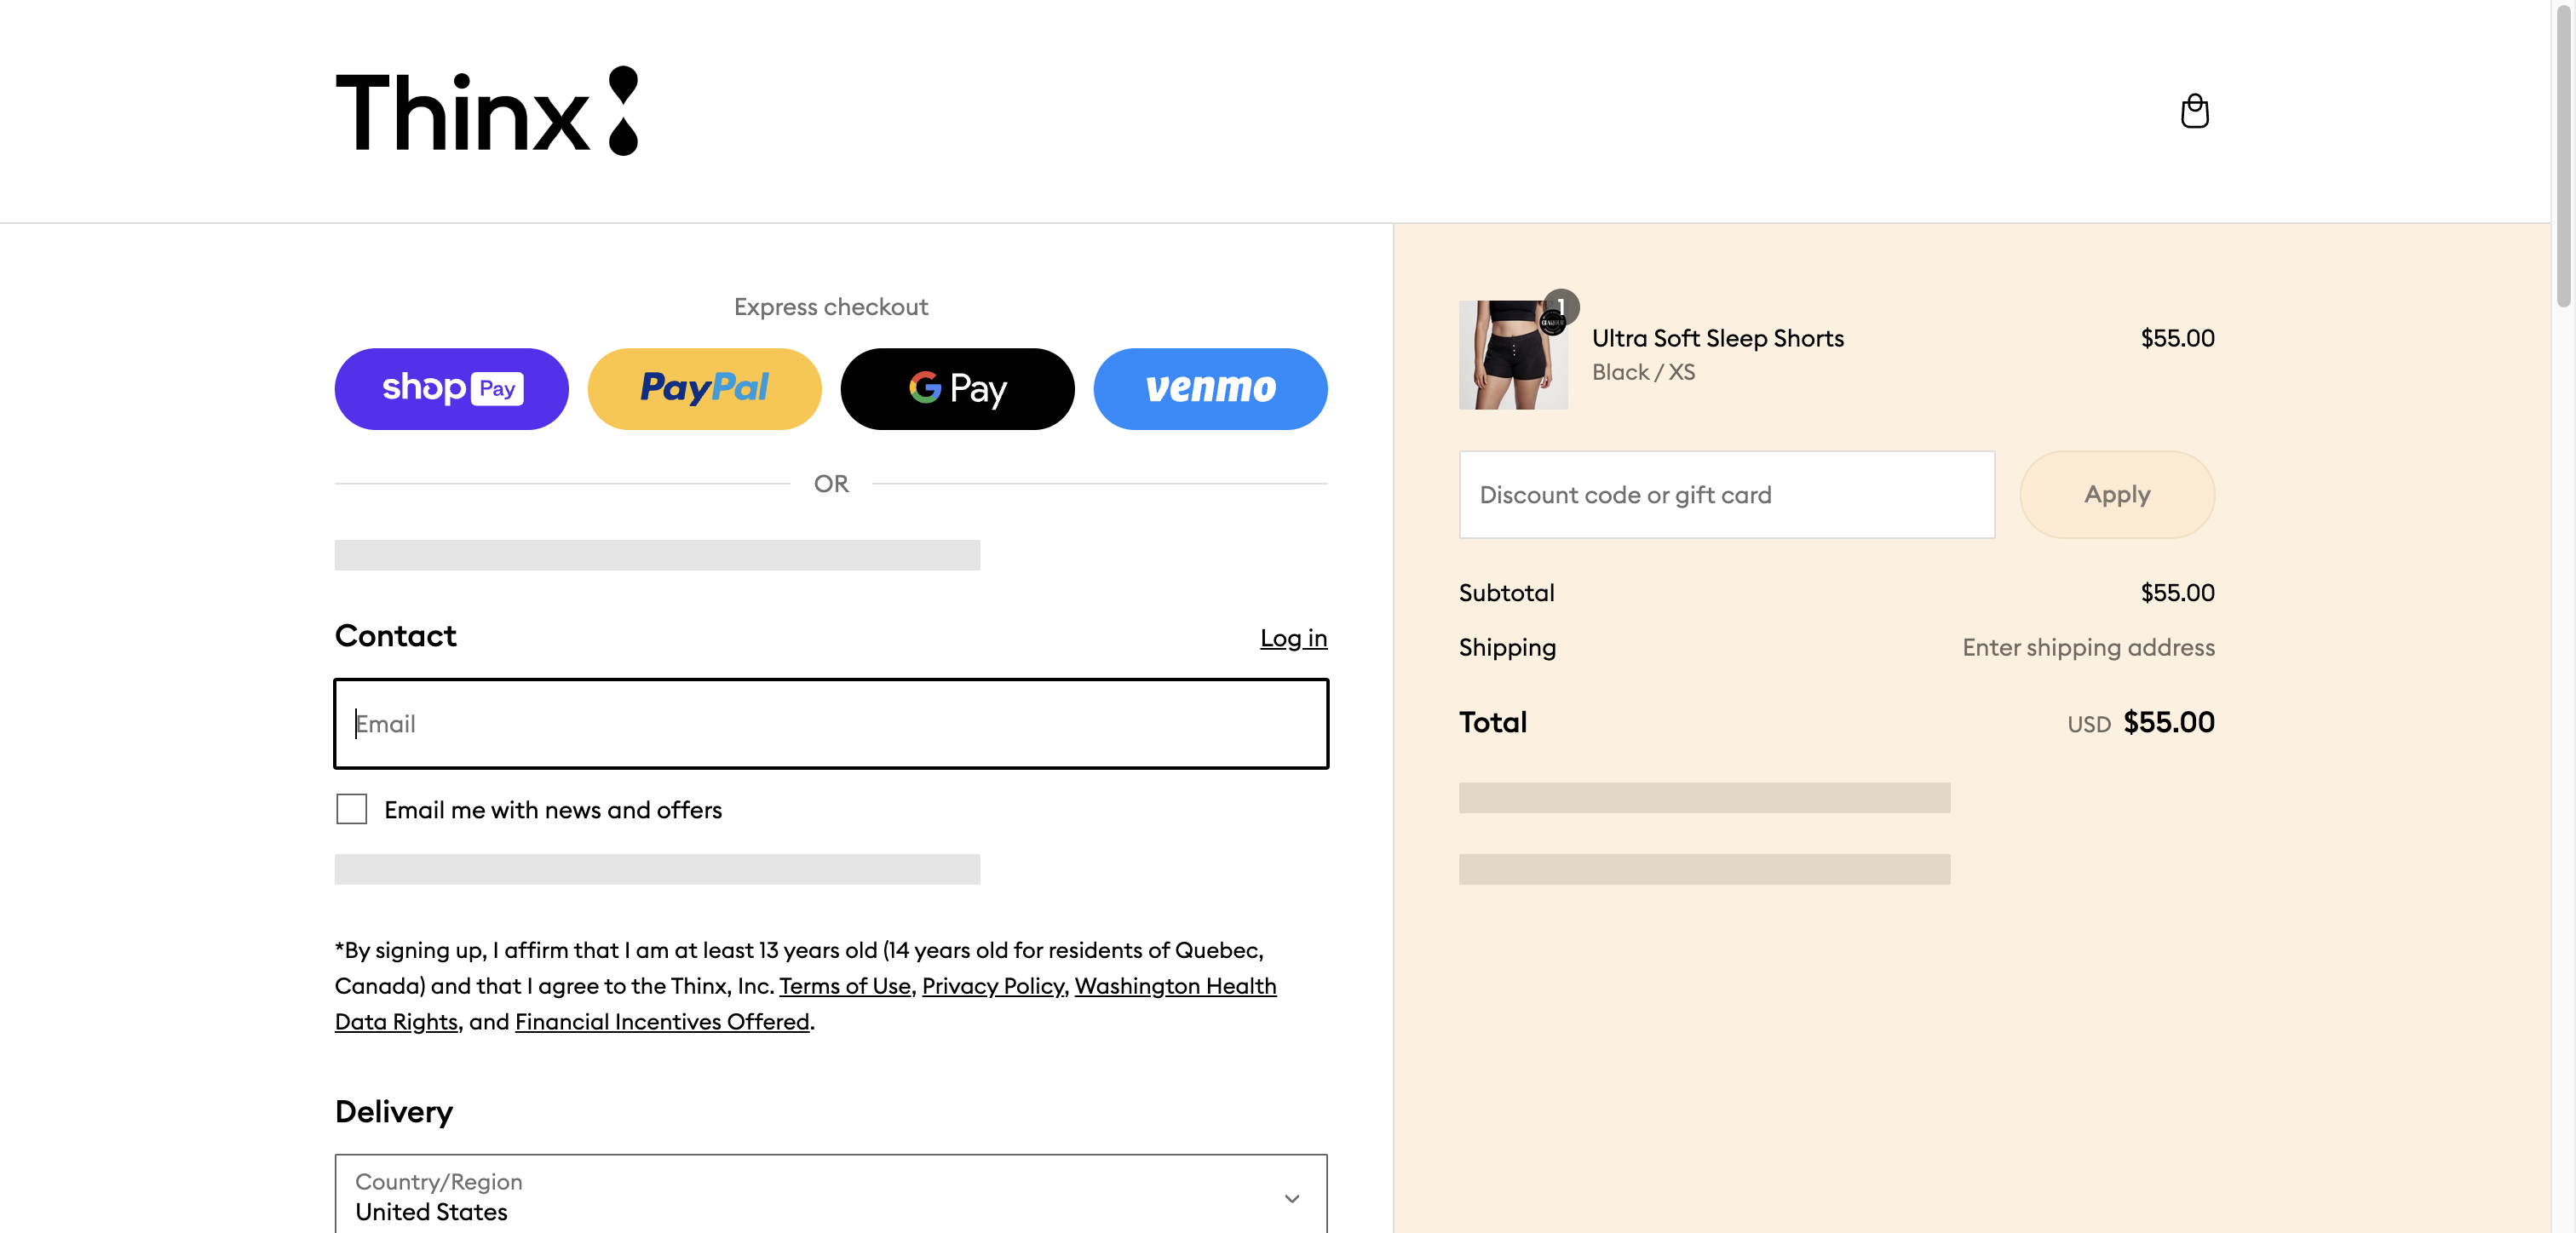 Thinx
Express checkout
shop Pay
PayPal
G Pay
venmo
OR
Contact
Log in
Email
Email me with news and offers
*By signing up, I affirm that I am at least 13 years old (14 years old for residents of Quebec,
Canada) and that I agree to the Thinx, Inc. Terms of Use, Privacy Policy, Washington Health
Data Rights, and Financial Incentives Offered.
Delivery
Country/Region
United States
1
Ultra Soft Sleep Shorts
$55.00
Black / XS
Discount code or gift card
Apply
Subtotal
$55.00
Shipping
Enter shipping address
Total
USD $55.00